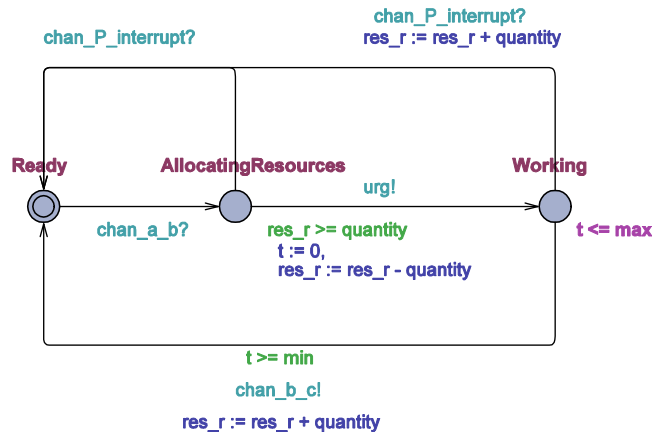 chan_P_interrupt?
chan_P_interrupt?
res_r := res_r + quantity
Ready
AllocatingResources
Working
urg!
chan_a_b?
res_r >= quantity
t <= max
t := 0,
res_r := res_r - quantity
t >= min
chan_b_c!
res_r := res_r + quantity